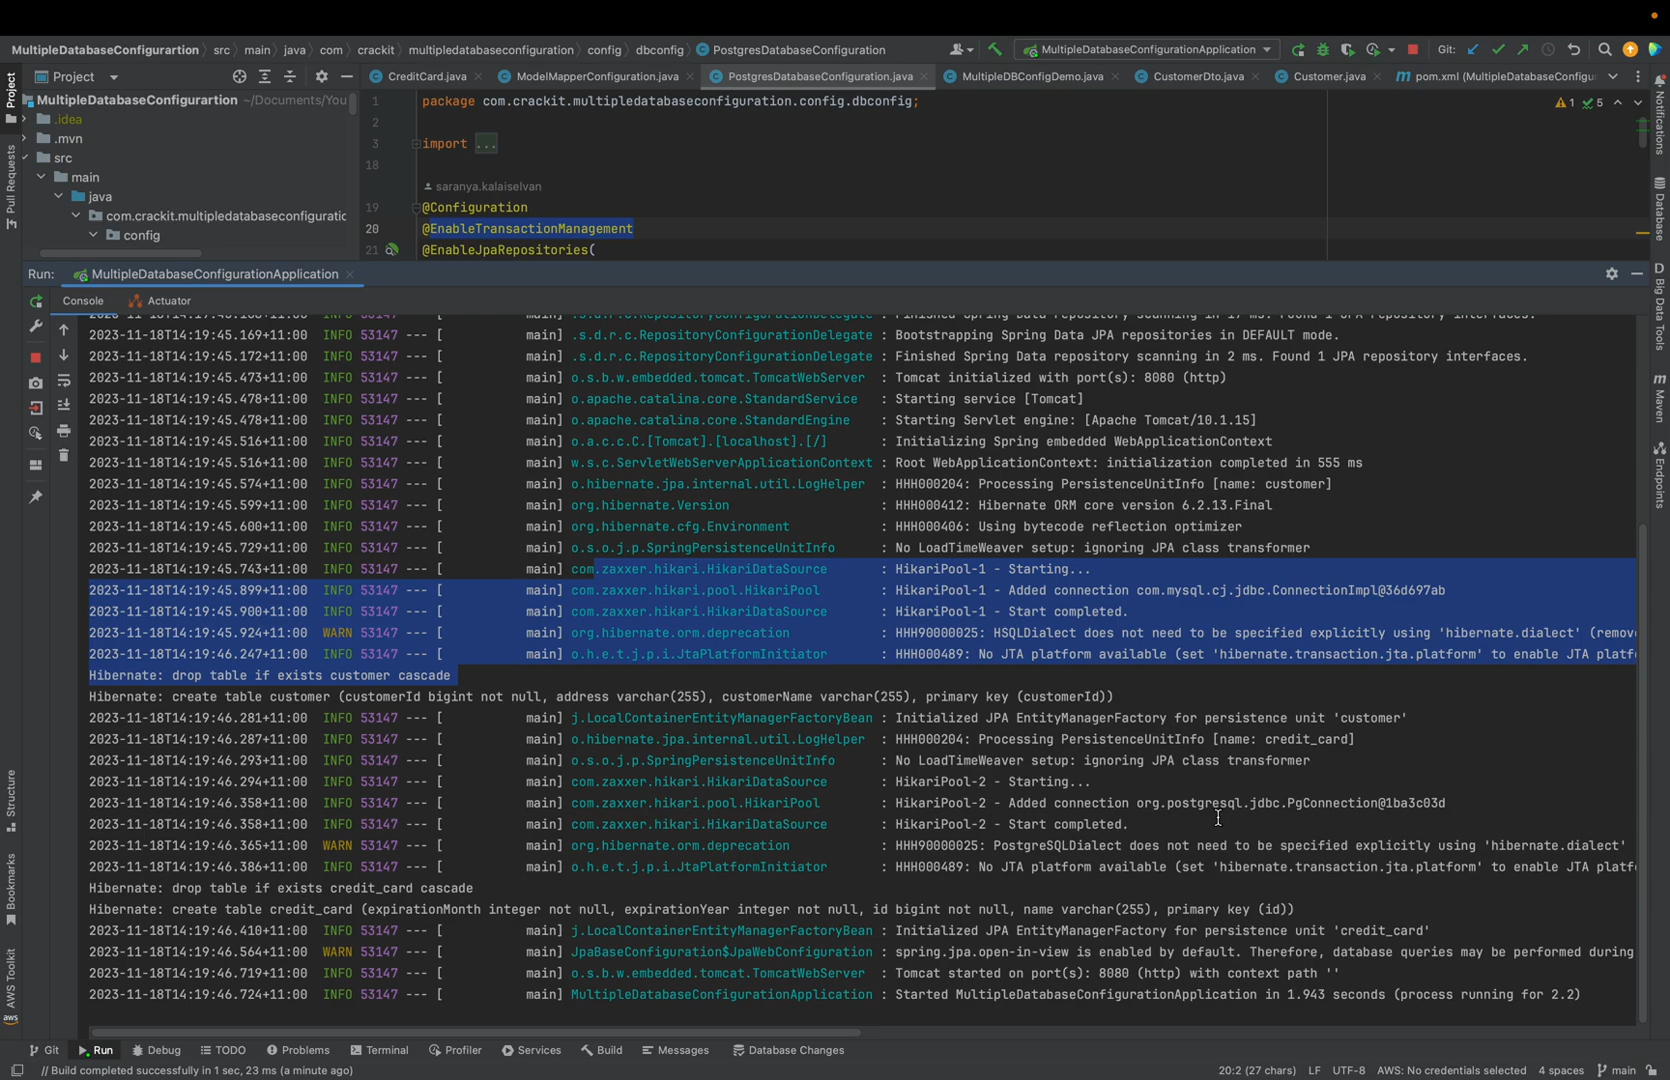 MultipleDatabaseConfigurartion
src
main
java
com
crackit
multipledatabaseconfiguration
config
dbconfig
PostgresDatabaseConfiguration
MultipleDatabaseConfigurationApplication
Git:
Project
CreditCard.java
ModelMapperConfiguration.java
PostgresDatabaseConfiguration.java
MultipleDBConfigDemo.java
CustomerDto.java
Customer.java
pom.xml (MultipleDatabaseConfigur
Project
Pull Requests
MultipleDatabaseConfigurartion ~/Documents/You
.idea
.mvn
src
main
java
com.crackit.multipledatabaseconfiguratic
config
1 package com.crackit.multipledatabaseconfiguration.config.dbconfig;
2
3 import ...
18
saranya.kalaiselvan
19 @Configuration
20 @EnableTransactionManagement
21 @EnableJpaRepositories(
1 5
Notifications
Database
Big Data Tools
Maven
Endpoints
Run: MultipleDatabaseConfigurationApplication
Console Actuator
2023-11-18T14:19:45.169+11:00 INFO 53147 --- [ main] .s.d.r.c.RepositoryConfigurationDelegate : Bootstrapping Spring Data JPA repositories in DEFAULT mode.
2023-11-18T14:19:45.172+11:00 INFO 53147 --- [ main] .s.d.r.c.RepositoryConfigurationDelegate : Finished Spring Data repository scanning in 2 ms. Found 1 JPA repository interfaces.
2023-11-18T14:19:45.473+11:00 INFO 53147 --- [ main] o.s.b.w.embedded.tomcat.TomcatWebServer : Tomcat initialized with port(s): 8080 (http)
2023-11-18T14:19:45.478+11:00 INFO 53147 --- [ main] o.apache.catalina.core.StandardService : Starting service [Tomcat]
2023-11-18T14:19:45.478+11:00 INFO 53147 --- [ main] o.apache.catalina.core.StandardEngine : Starting Servlet engine: [Apache Tomcat/10.1.15]
2023-11-18T14:19:45.516+11:00 INFO 53147 --- [ main] o.a.c.c.C.[Tomcat].[localhost].[/] : Initializing Spring embedded WebApplicationContext
2023-11-18T14:19:45.516+11:00 INFO 53147 --- [ main] w.s.c.ServletWebServerApplicationContext : Root WebApplicationContext: initialization completed in 555 ms
2023-11-18T14:19:45.574+11:00 INFO 53147 --- [ main] o.hibernate.jpa.internal.util.LogHelper : HHH000204: Processing PersistenceUnitInfo [name: customer]
2023-11-18T14:19:45.599+11:00 INFO 53147 --- [ main] org.hibernate.Version : HHH000412: Hibernate ORM core version 6.2.13.Final
2023-11-18T14:19:45.600+11:00 INFO 53147 --- [ main] org.hibernate.cfg.Environment : HHH000406: Using bytecode reflection optimizer
2023-11-18T14:19:45.729+11:00 INFO 53147 --- [ main] o.s.o.j.p.SpringPersistenceUnitInfo : No LoadTimeWeaver setup: ignoring JPA class transformer
2023-11-18T14:19:45.743+11:00 INFO 53147 --- [ main] com.zaxxer.hikari.HikariDataSource : HikariPool-1 - Starting...
2023-11-18T14:19:45.899+11:00 INFO 53147 --- [ main] com.zaxxer.hikari.pool.HikariPool : HikariPool-1 - Added connection com.mysql.cj.jdbc.ConnectionImpl@36d697ab
2023-11-18T14:19:45.900+11:00 INFO 53147 --- [ main] com.zaxxer.hikari.HikariDataSource : HikariPool-1 - Start completed.
2023-11-18T14:19:45.924+11:00 WARN 53147 --- [ main] org.hibernate.orm.deprecation : HHH90000025: HSQLDialect does not need to be specified explicitly using 'hibernate.dialect' (remov
2023-11-18T14:19:46.247+11:00 INFO 53147 --- [ main] o.h.e.t.j.p.i.JtaPlatformInitiator : HHH000489: No JTA platform available (set 'hibernate.transaction.jta.platform' to enable JTA platf
Hibernate: drop table if exists customer cascade
Hibernate: create table customer (customerId bigint not null, address varchar(255), customerName varchar(255), primary key (customerId))
2023-11-18T14:19:46.281+11:00 INFO 53147 --- [ main] j.LocalContainerEntityManagerFactoryBean : Initialized JPA EntityManagerFactory for persistence unit 'customer'
2023-11-18T14:19:46.287+11:00 INFO 53147 --- [ main] o.hibernate.jpa.internal.util.LogHelper : HHH000204: Processing PersistenceUnitInfo [name: credit_card]
2023-11-18T14:19:46.293+11:00 INFO 53147 --- [ main] o.s.o.j.p.SpringPersistenceUnitInfo : No LoadTimeWeaver setup: ignoring JPA class transformer
2023-11-18T14:19:46.294+11:00 INFO 53147 --- [ main] com.zaxxer.hikari.HikariDataSource : HikariPool-2 - Starting...
2023-11-18T14:19:46.358+11:00 INFO 53147 --- [ main] com.zaxxer.hikari.pool.HikariPool : HikariPool-2 - Added connection org.postgresql.jdbc.PgConnection@1ba3c03d
2023-11-18T14:19:46.358+11:00 INFO 53147 --- [ main] com.zaxxer.hikari.HikariDataSource : HikariPool-2 - Start completed.
2023-11-18T14:19:46.365+11:00 WARN 53147 --- [ main] org.hibernate.orm.deprecation : HHH90000025: PostgreSQLDialect does not need to be specified explicitly using 'hibernate.dialect'
2023-11-18T14:19:46.386+11:00 INFO 53147 --- [ main] o.h.e.t.j.p.i.JtaPlatformInitiator : HHH000489: No JTA platform available (set 'hibernate.transaction.jta.platform' to enable JTA platf
Hibernate: drop table if exists credit_card cascade
Hibernate: create table credit_card (expirationMonth integer not null, expirationYear integer not null, id bigint not null, name varchar(255), primary key (id))
2023-11-18T14:19:46.410+11:00 INFO 53147 --- [ main] j.LocalContainerEntityManagerFactoryBean : Initialized JPA EntityManagerFactory for persistence unit 'credit_card'
2023-11-18T14:19:46.564+11:00 WARN 53147 --- [ main] JpaBaseConfiguration$JpaWebConfiguration : spring.jpa.open-in-view is enabled by default. Therefore, database queries may be performed during
2023-11-18T14:19:46.719+11:00 INFO 53147 --- [ main] o.s.b.w.embedded.tomcat.TomcatWebServer : Tomcat started on port(s): 8080 (http) with context path ''
2023-11-18T14:19:46.724+11:00 INFO 53147 --- [ main] MultipleDatabaseConfigurationApplication : Started MultipleDatabaseConfigurationApplication in 1.943 seconds (process running for 2.2)
Structure
Bookmarks
AWS Toolkit
aws
Git Run Debug TODO Problems Terminal Profiler Services Build Messages Database Changes
// Build completed successfully in 1 sec, 23 ms (a minute ago)
20:2 (27 chars) LF UTF-8 AWS: No credentials selected 4 spaces main